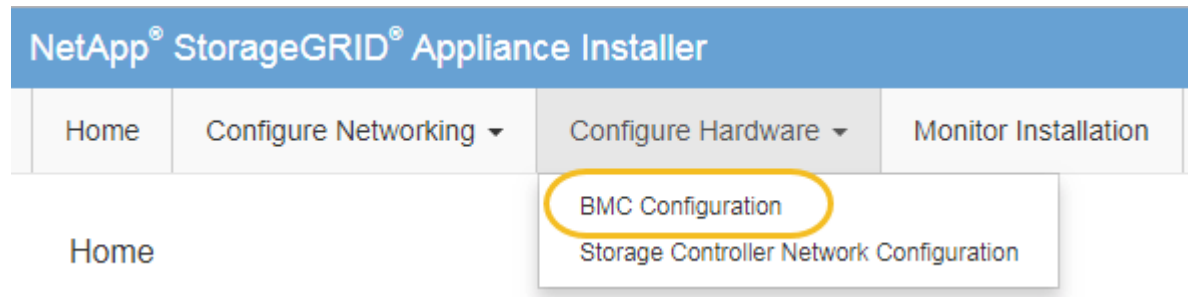 NetApp® StorageGRID® Appliance Installer
Home Configure Networking Configure Hardware Monitor Installation
BMC Configuration
Home
Storage Controller Network Configuration